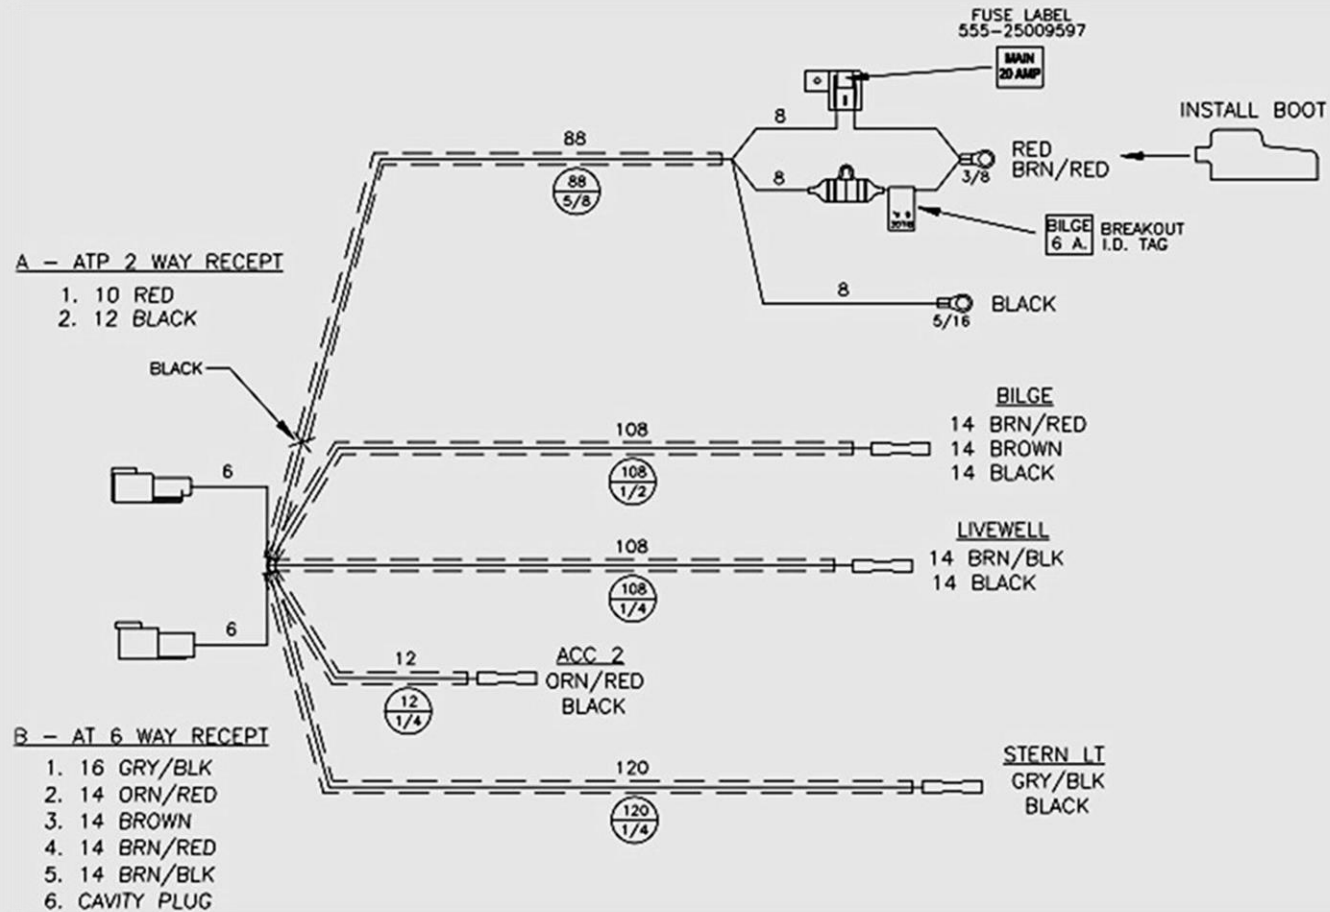 FUSE LABEL
555-25009597
MAIN
20 AMP
INSTALL BOOT
8
88
88
5/8
8
3/8
RED
BRN/RED
BILGE
6 A.
BREAKOUT
I.D. TAG
8
5/16
BLACK
A - ATP 2 WAY RECEPT
1. 10 RED
2. 12 BLACK
BLACK
6
108
108
1/2
BILGE
14 BRN/RED
14 BROWN
14 BLACK
108
108
1/4
LIVEWELL
14 BRN/BLK
14 BLACK
6
12
12
1/4
ACC 2
ORN/RED
BLACK
B - AT 6 WAY RECEPT
1. 16 GRY/BLK
2. 14 ORN/RED
3. 14 BROWN
4. 14 BRN/RED
5. 14 BRN/BLK
6. CAVITY PLUG
120
120
1/4
STERN LT
GRY/BLK
BLACK